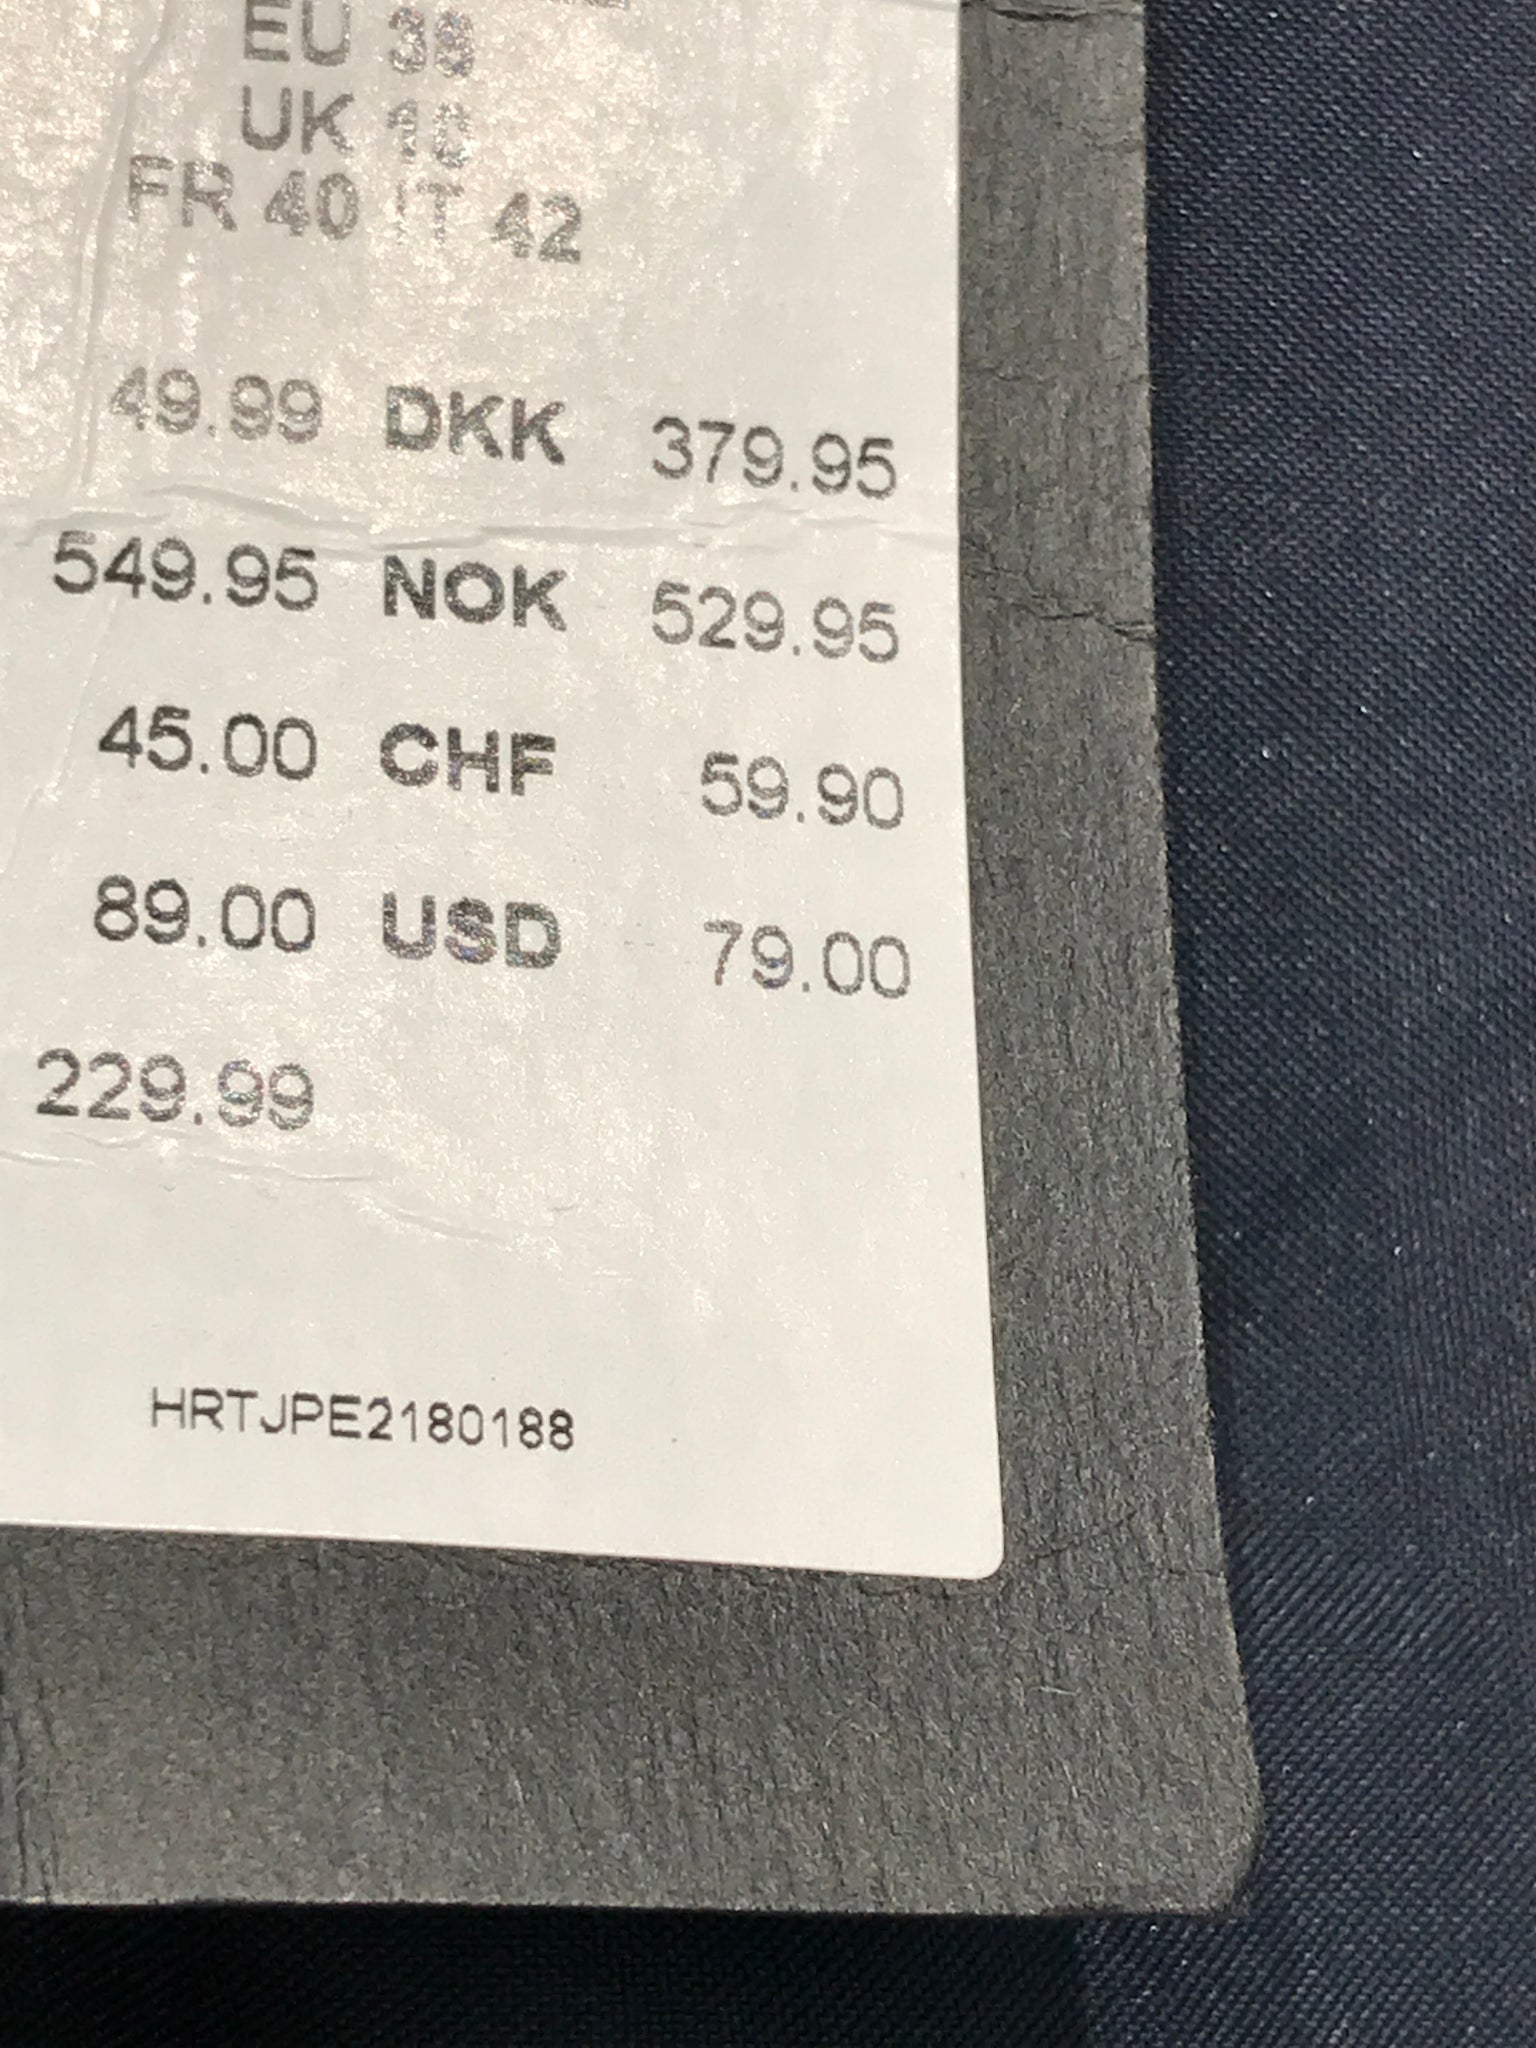 EU 38
UK 10
FR 40 IT 42
49.99 DKK 379.95
549.95 NOK 529.95
45.00 CHF 59.90
89.00 USD 79.00
229.99
HRTJPE2180188